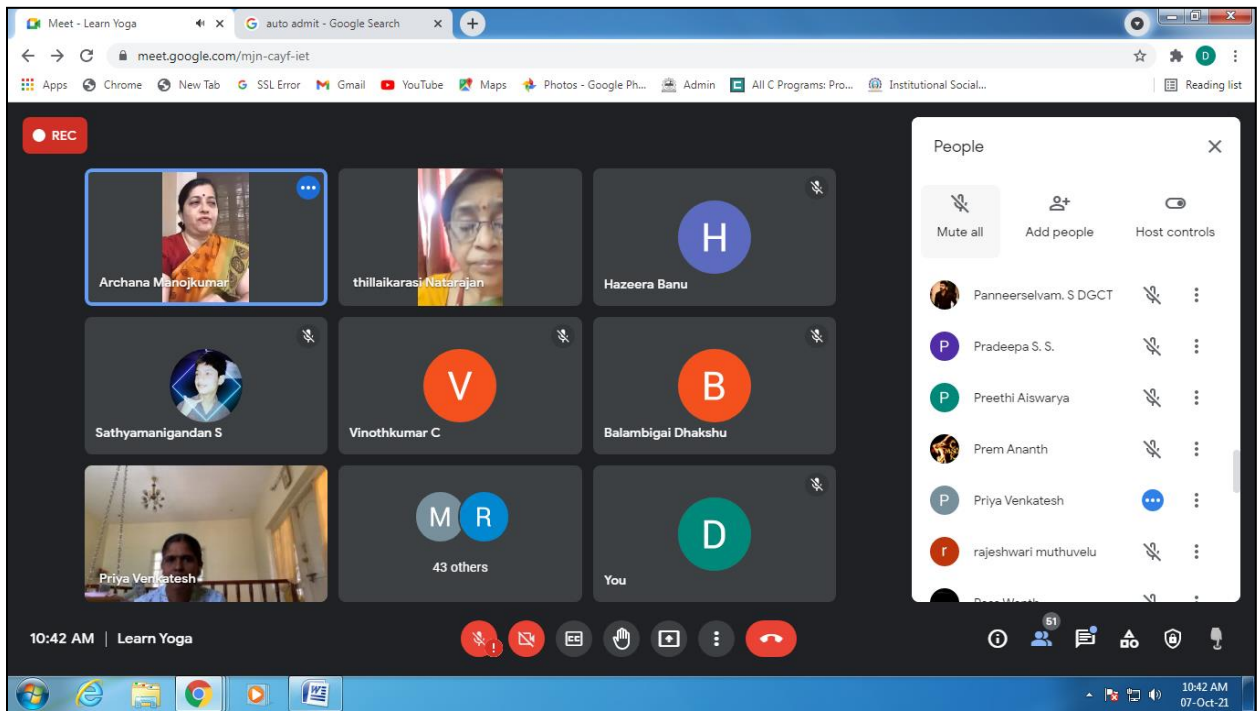 Meet - Learn Yoga
G auto admit - Google Search
meet.google.com/mjn-cayf-iet
D
Apps Chrome New Tab G SSL Error Gmail YouTube Maps Photos - Google Ph... Admin All C Programs: Pro... Institutional Social... Reading list
REC
People
Mute all Add people Host controls
Archana Manojkumar
thillaikarasi Natarajan
H
Hazeera Banu
Sathyamanigandan S
V
Vinothkumar C
B
Balambigai Dhakshu
Priya Venkatesh
M R
43 others
D
You
Panneerselvam. S DGCT
P Pradeepa S. S.
P Preethi Aiswarya
Prem Ananth
P Priya Venkatesh
r rajeshwari muthuvelu
10:42 AM | Learn Yoga
CC
51
10:42 AM
07-Oct-21